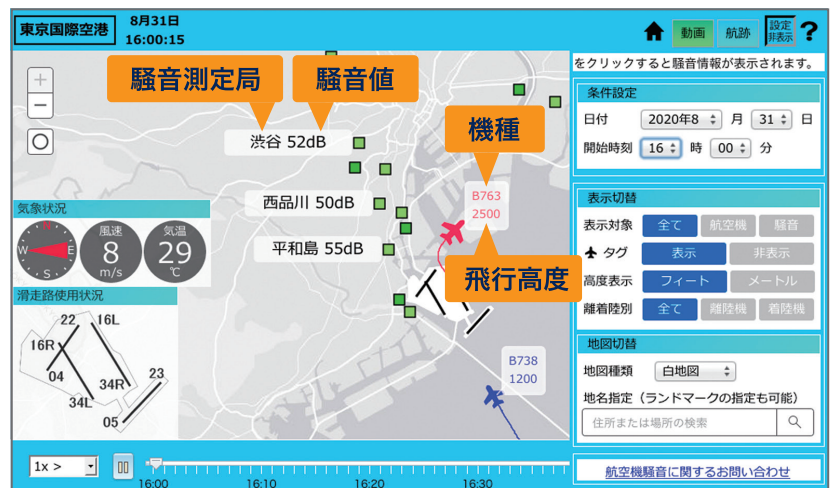 東京国際空港
8月31日
16:00:15
動画
航跡
設定
非表示
?
をクリックすると騒音情報が表示されます。
+
−
騒音測定局
騒音値
渋谷 52dB
機種
西品川 50dB
B763
2500
平和島 55dB
飛行高度
B738
1200
気象状況
W
E
S
風速
8
m/s
気温
29
℃
滑走路使用状況
22
16L
16R
04
34R
23
34L
05
条件設定
日付
2020年8
月
31
日
開始時刻
16
時
00
分
表示切替
表示対象
全て
航空機
騒音
タグ
表示
非表示
高度表示
フィート
メートル
離着陸別
全て
離陸機
着陸機
地図切替
地図種類
白地図
地名指定（ランドマークの指定も可能）
住所または場所の検索
航空機騒音に関するお問い合わせ
1x >
16:00
16:10
16:20
16:30